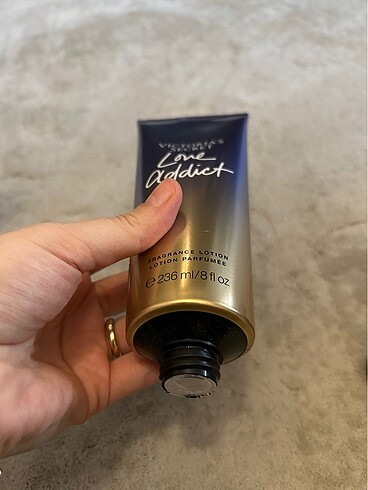 VICTORIA'S
SECRET
Love
addict
FRAGRANCE LOTION
LOTION PARFUMÉE
℮ 236 ml/8 fl oz